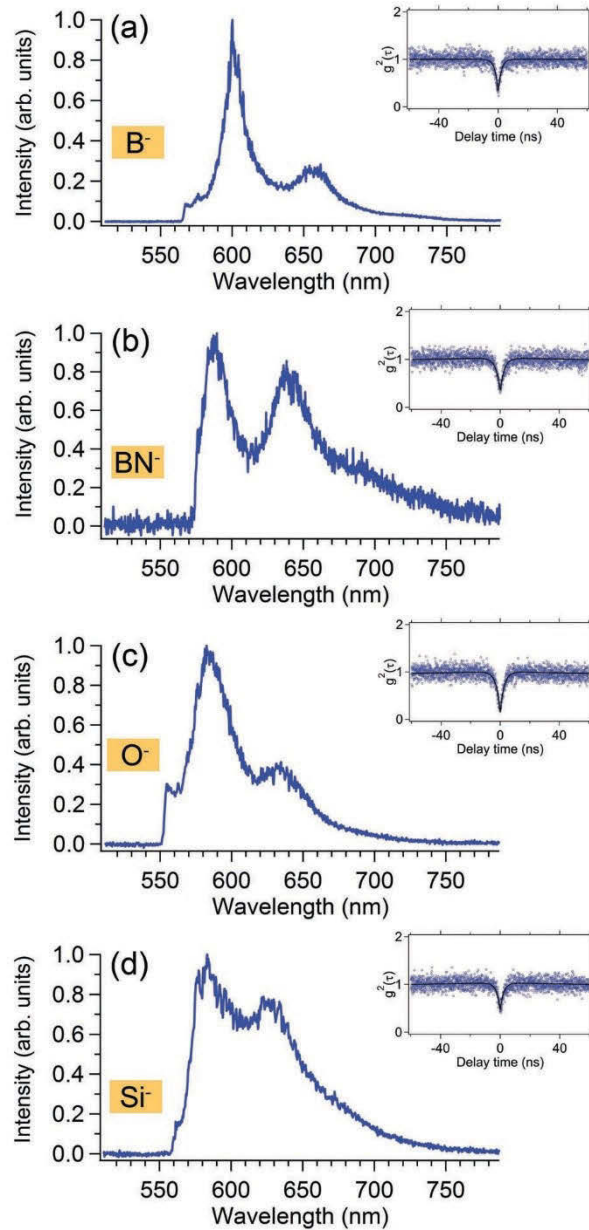 (a)
B-
Intensity (arb. units)
1.0
0.8
0.6
0.4
0.2
0.0
550 600 650 700 750
Wavelength (nm)
g²(τ)
2
1
0
-40 0 40
Delay time (ns)
(b)
BN-
Intensity (arb. units)
1.0
0.8
0.6
0.4
0.2
0.0
550 600 650 700 750
Wavelength (nm)
g²(τ)
2
1
0
-40 0 40
Delay time (ns)
(c)
O-
Intensity (arb. units)
1.0
0.8
0.6
0.4
0.2
0.0
550 600 650 700 750
Wavelength (nm)
g²(τ)
2
1
0
-40 0 40
Delay time (ns)
(d)
Si-
Intensity (arb. units)
1.0
0.8
0.6
0.4
0.2
0.0
550 600 650 700 750
Wavelength (nm)
g²(τ)
2
1
0
-40 0 40
Delay time (ns)